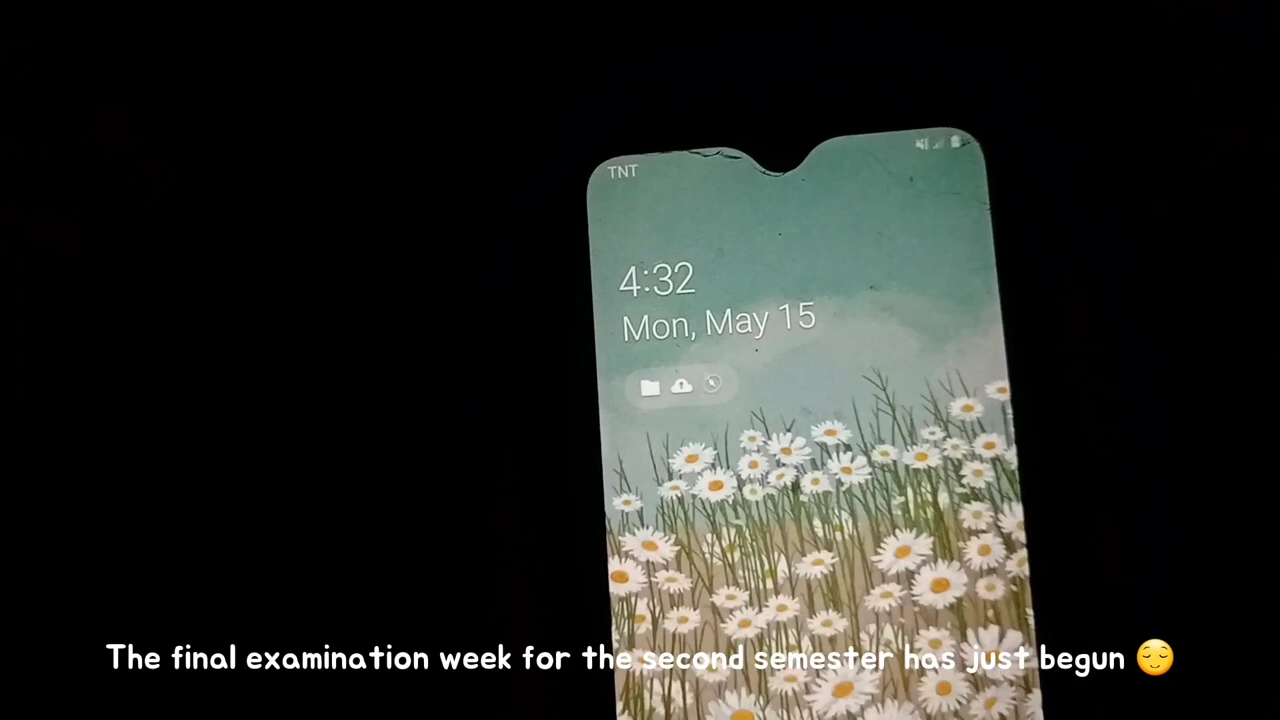 TNT
4:32
Mon, May 15
The final examination week for the second semester has just begun 😌